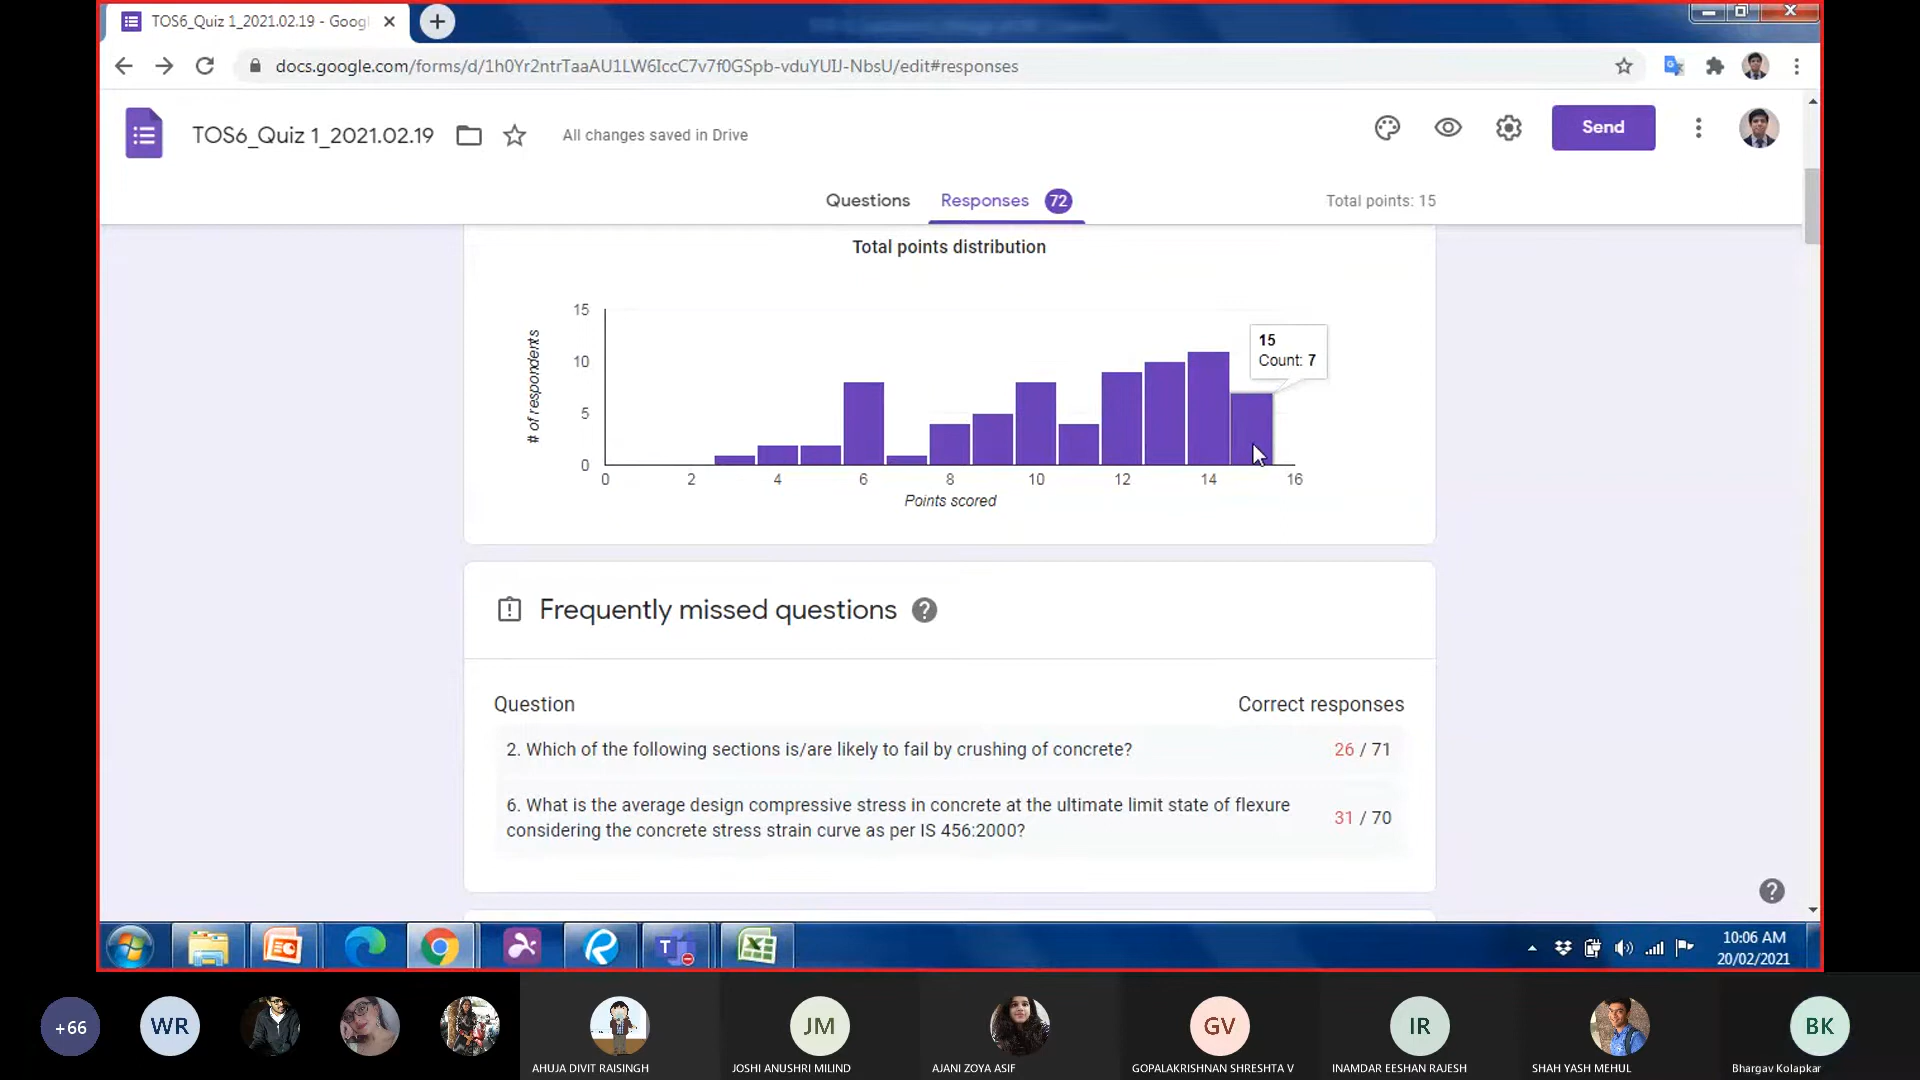 TOS6_Quiz 1_2021.02.19 - Goog
docs.google.com/forms/d/1h0Yr2ntrTaaAU1LW6IccC7v7f0GSpb-vduYUIJ-NbsU/edit#responses
TOS6_Quiz 1_2021.02.19
All changes saved in Drive
Send
Questions
Responses 72
Total points: 15
Total points distribution
# of respondents
15
10
5
0
15
Count: 7
0 2 4 6 8 10 12 14 16
Points scored
Frequently missed questions
Question Correct responses
2. Which of the following sections is/are likely to fail by crushing of concrete? 26 / 71
6. What is the average design compressive stress in concrete at the ultimate limit state of flexure
considering the concrete stress strain curve as per IS 456:2000?
31 / 70
10:06 AM
20/02/2021
+66
WR
JM
GV
IR
BK
AHUJA DIVIT RAISINGH
JOSHI ANUSHRI MILIND
AJANI ZOYA ASIF
GOPALAKRISHNAN SHRESHTA V
INAMDAR EESHAN RAJESH
SHAH YASH MEHUL
Bhargav Kolapkar